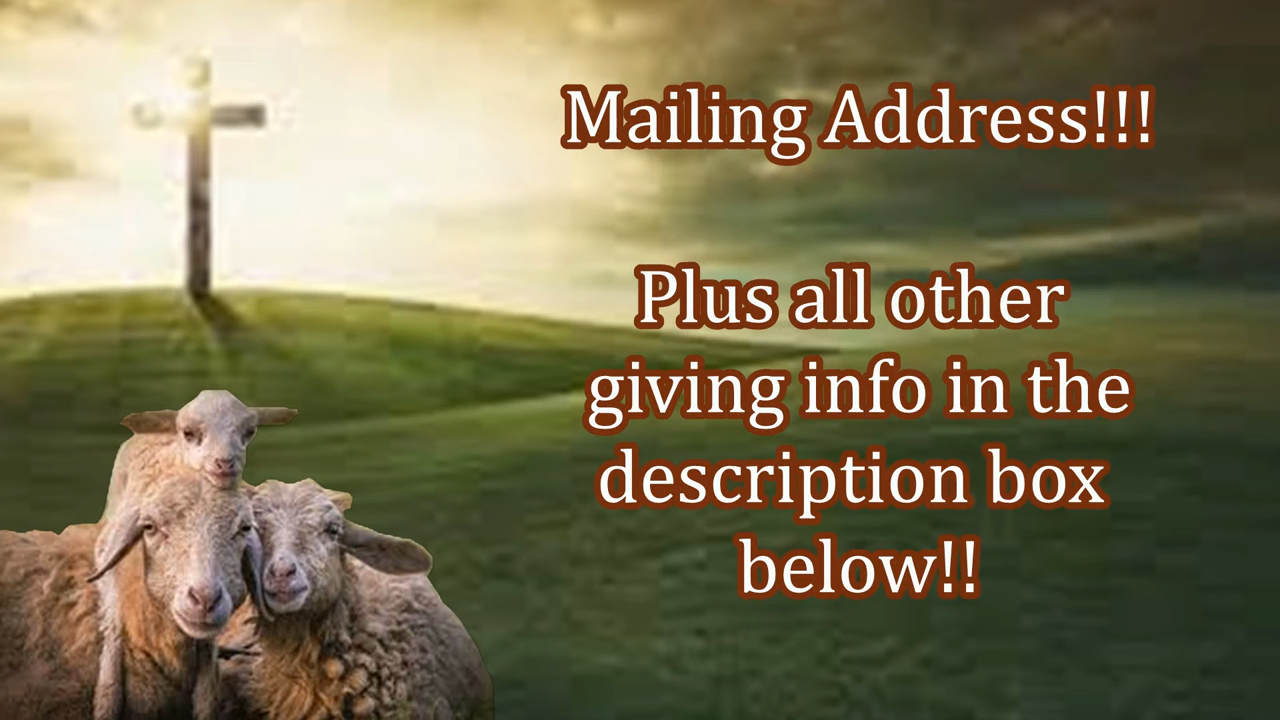 Mailing Address!!!
Plus all other
giving info in the
description box
below!!